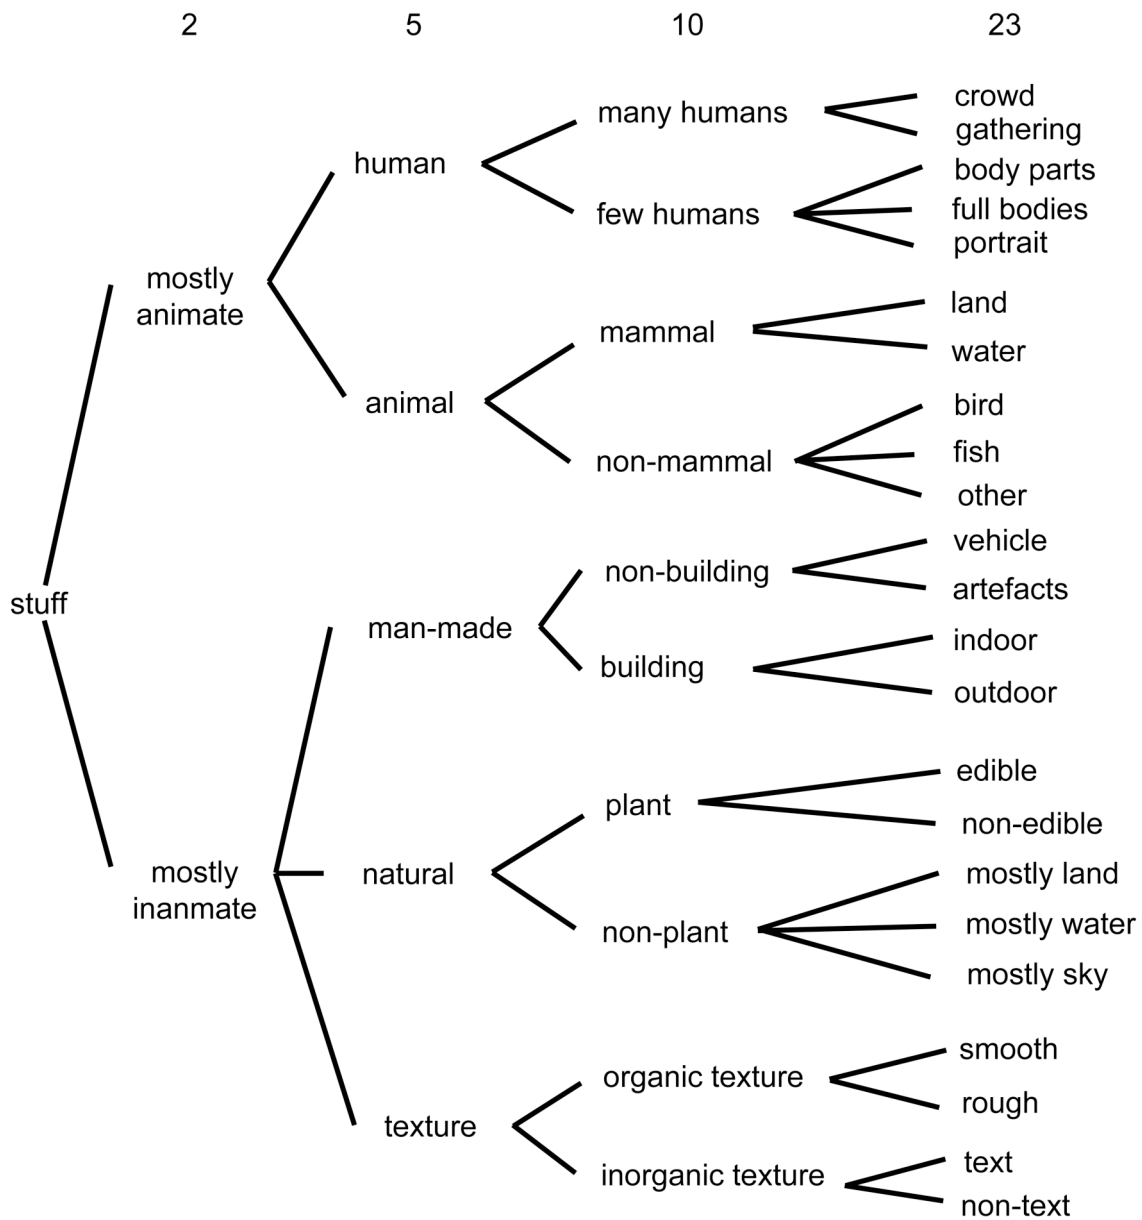 2 5 10 23
crowd
many humans
gathering
human
body parts
few humans
full bodies
portrait
mostly
animate
land
mammal
water
animal
bird
non-mammal
fish
other
stuff
vehicle
non-building
artefacts
man-made
indoor
building
outdoor
edible
plant
non-edible
mostly
inanmate
natural
mostly land
non-plant
mostly water
mostly sky
smooth
organic texture
rough
texture
text
inorganic texture
non-text